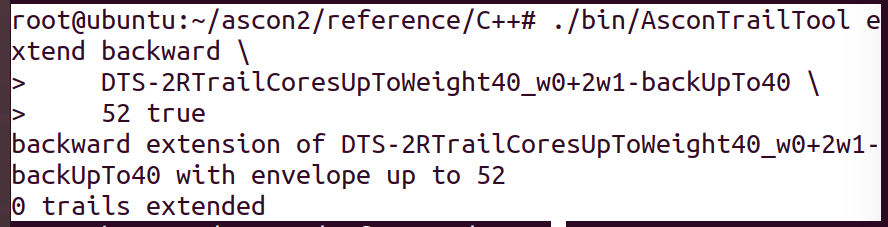 root@ubuntu:~/ascon2/reference/C++# ./bin/AsconTrailTool e
xtend backward \
>     DTS-2RTrailCoresUpToWeight40_w0+2w1-backUpTo40 \
>     52 true
backward extension of DTS-2RTrailCoresUpToWeight40_w0+2w1-
backUpTo40 with envelope up to 52
0 trails extended